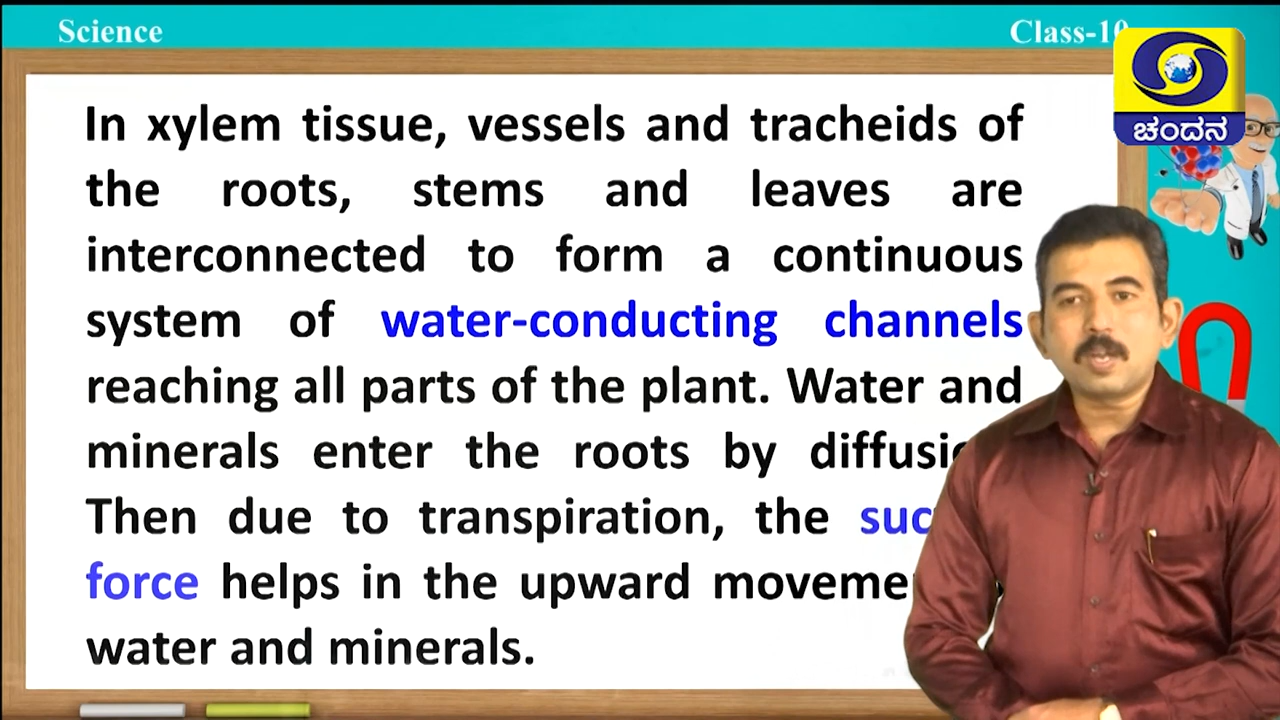 Science
Class-10
ಚಂದನ
In xylem tissue, vessels and tracheids of
the roots, stems and leaves are
interconnected to form a continuous
system of water-conducting channels
reaching all parts of the plant. Water and
minerals enter the roots by
Then due to transpiration, the
force helps in the upward
water and minerals.